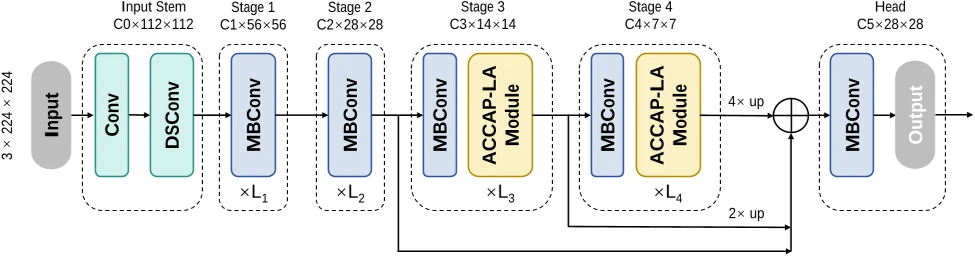 Input Stem
C0×112×112
Stage 1
C1×56×56
Stage 2
C2×28×28
Stage 3
C3×14×14
Stage 4
C4×7×7
Head
C5×28×28
3 × 224 × 224
Input
Conv
DSConv
MBConv
×L1
MBConv
×L2
MBConv
ACCAP-LA
Module
×L3
MBConv
ACCAP-LA
Module
×L4
4× up
2× up
MBConv
Output